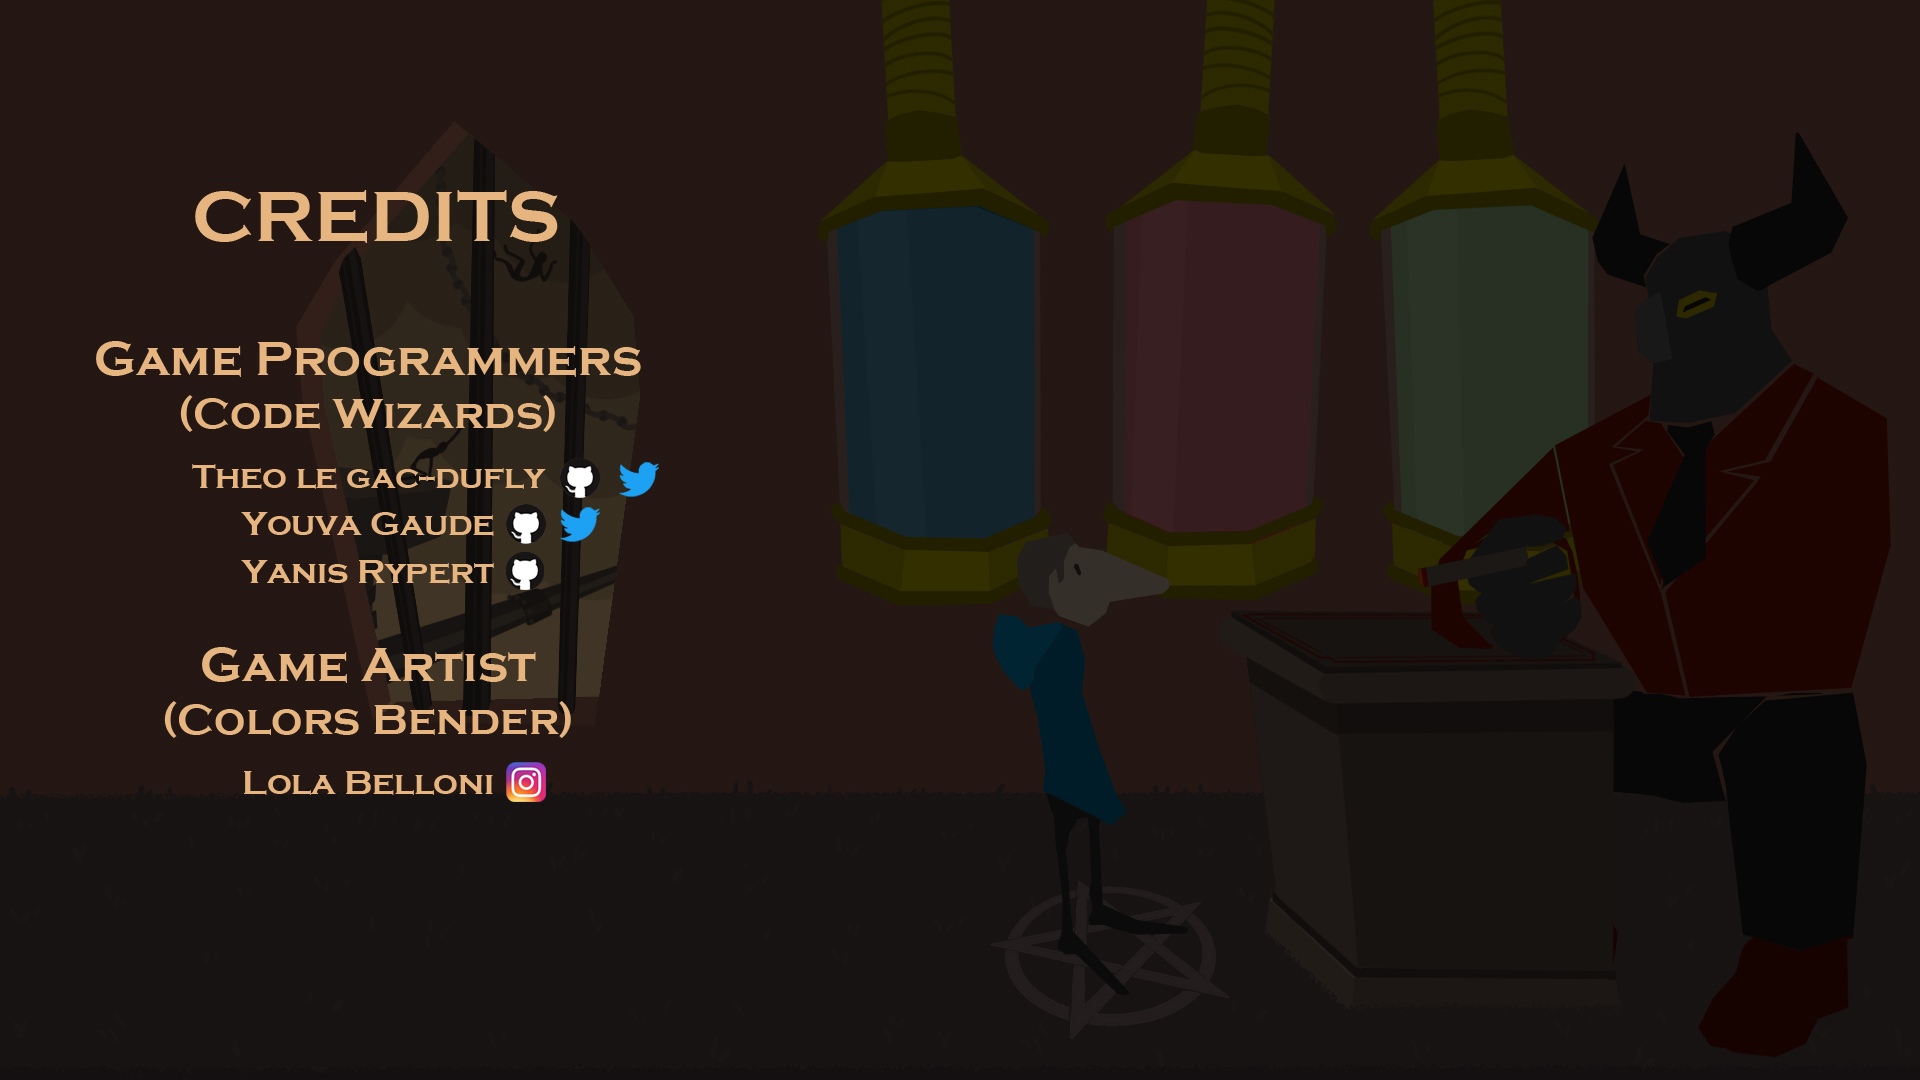 CREDITS
Game Programmers
(Code Wizards)
Theo le gac-dufly
Youva Gaude
Yanis Rypert
Game Artist
(Colors Bender)
Lola Belloni